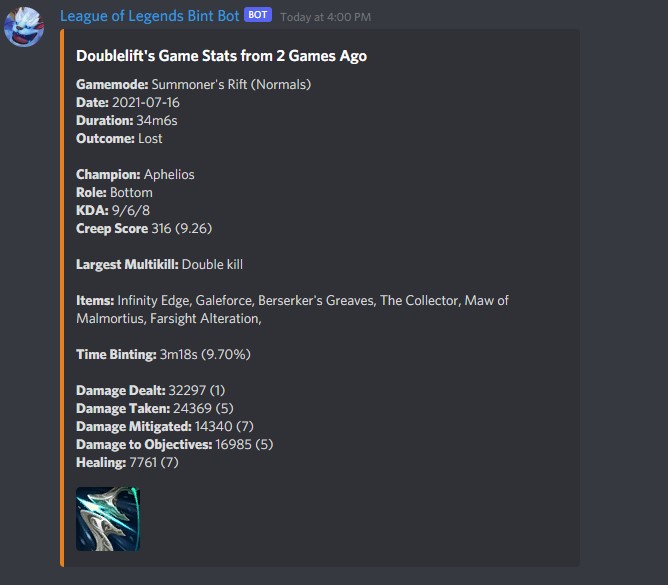 League of Legends Bint Bot BOT Today at 4:00 PM
Doublelift's Game Stats from 2 Games Ago
Gamemode: Summoner's Rift (Normals)
Date: 2021-07-16
Duration: 34m6s
Outcome: Lost
Champion: Aphelios
Role: Bottom
KDA: 9/6/8
Creep Score 316 (9.26)
Largest Multikill: Double kill
Items: Infinity Edge, Galeforce, Berserker's Greaves, The Collector, Maw of
Malmortius, Farsight Alteration,
Time Binting: 3m18s (9.70%)
Damage Dealt: 32297 (1)
Damage Taken: 24369 (5)
Damage Mitigated: 14340 (7)
Damage to Objectives: 16985 (5)
Healing: 7761 (7)